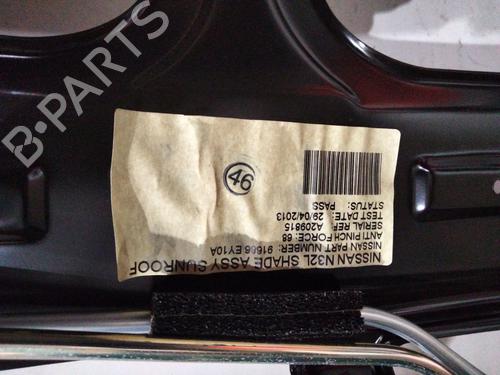 NISSAN N32L SHADE ASSY SUNROOF
NISSAN PART NUMBER: 91666 EY10A
ANTI PINCH FORCE: 68
SERIAL REF: A209815
TEST DATE: 29/04/2013
STATUS: PASS
46
B-PARTS